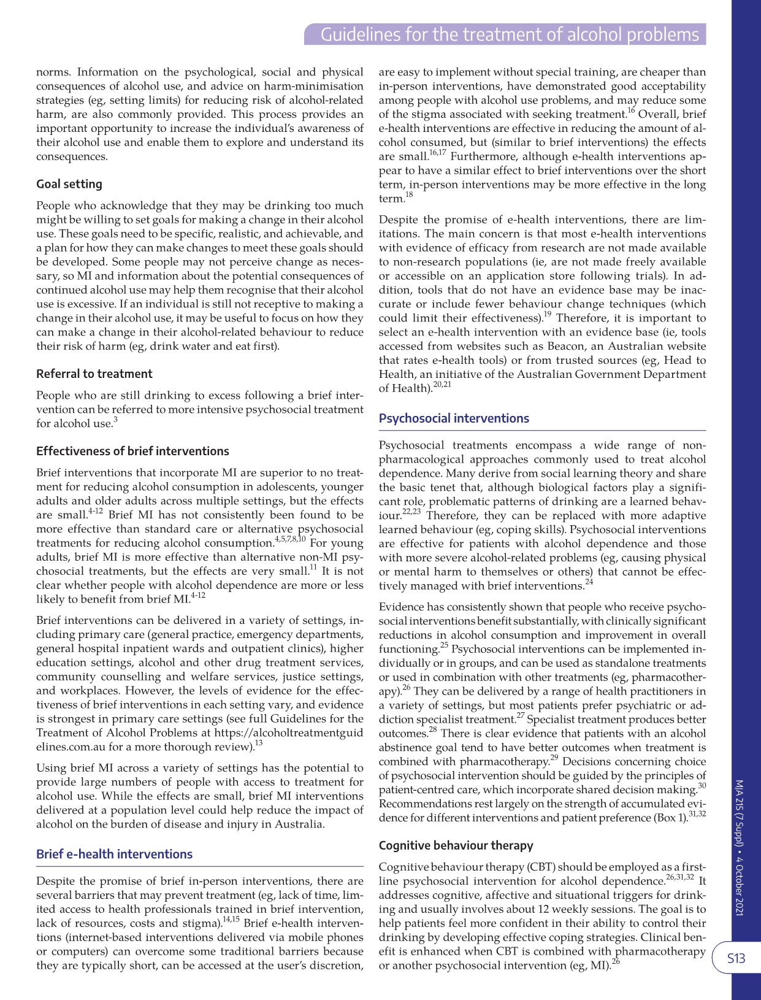 Guidelines for the treatment of alcohol problems
norms. Information on the psychological, social and physical
consequences of alcohol use, and advice on harm-minimisation
strategies (eg, setting limits) for reducing risk of alcohol-related
harm, are also commonly provided. This process provides an
important opportunity to increase the individual's awareness of
their alcohol use and enable them to explore and understand its
consequences.
Goal setting
People who acknowledge that they may be drinking too much
might be willing to set goals for making a change in their alcohol
use. These goals need to be specific, realistic, and achievable, and
a plan for how they can make changes to meet these goals should
be developed. Some people may not perceive change as neces-
sary, so MI and information about the potential consequences of
continued alcohol use may help them recognise that their alcohol
use is excessive. If an individual is still not receptive to making a
change in their alcohol use, it may be useful to focus on how they
can make a change in their alcohol-related behaviour to reduce
their risk of harm (eg, drink water and eat first).
Referral to treatment
People who are still drinking to excess following a brief inter-
vention can be referred to more intensive psychosocial treatment
for alcohol use.3
Effectiveness of brief interventions
Brief interventions that incorporate MI are superior to no treat-
ment for reducing alcohol consumption in adolescents, younger
adults and older adults across multiple settings, but the effects
are small.4-12 Brief MI has not consistently been found to be
more effective than standard care or alternative psychosocial
treatments for reducing alcohol consumption.4,5,7,8,10 For young
adults, brief MI is more effective than alternative non-MI psy-
chosocial treatments, but the effects are very small.11 It is not
clear whether people with alcohol dependence are more or less
likely to benefit from brief MI.4-12
Brief interventions can be delivered in a variety of settings, in-
cluding primary care (general practice, emergency departments,
general hospital inpatient wards and outpatient clinics), higher
education settings, alcohol and other drug treatment services,
community counselling and welfare services, justice settings,
and workplaces. However, the levels of evidence for the effec-
tiveness of brief interventions in each setting vary, and evidence
is strongest in primary care settings (see full Guidelines for the
Treatment of Alcohol Problems at https://alcoholtreatmentguid
elines.com.au for a more thorough review).13
Using brief MI across a variety of settings has the potential to
provide large numbers of people with access to treatment for
alcohol use. While the effects are small, brief MI interventions
delivered at a population level could help reduce the impact of
alcohol on the burden of disease and injury in Australia.
Brief e-health interventions
Despite the promise of brief in-person interventions, there are
several barriers that may prevent treatment (eg, lack of time, lim-
ited access to health professionals trained in brief intervention,
lack of resources, costs and stigma).14,15 Brief e-health interven-
tions (internet-based interventions delivered via mobile phones
or computers) can overcome some traditional barriers because
they are typically short, can be accessed at the user's discretion,
are easy to implement without special training, are cheaper than
in-person interventions, have demonstrated good acceptability
among people with alcohol use problems, and may reduce some
of the stigma associated with seeking treatment.16 Overall, brief
e-health interventions are effective in reducing the amount of al-
cohol consumed, but (similar to brief interventions) the effects
are small.16,17 Furthermore, although e-health interventions ap-
pear to have a similar effect to brief interventions over the short
term, in-person interventions may be more effective in the long
term.18
Despite the promise of e-health interventions, there are lim-
itations. The main concern is that most e-health interventions
with evidence of efficacy from research are not made available
to non-research populations (ie, are not made freely available
or accessible on an application store following trials). In ad-
dition, tools that do not have an evidence base may be inac-
curate or include fewer behaviour change techniques (which
could limit their effectiveness).19 Therefore, it is important to
select an e-health intervention with an evidence base (ie, tools
accessed from websites such as Beacon, an Australian website
that rates e-health tools) or from trusted sources (eg, Head to
Health, an initiative of the Australian Government Department
of Health).20,21
Psychosocial interventions
Psychosocial treatments encompass a wide range of non-
pharmacological approaches commonly used to treat alcohol
dependence. Many derive from social learning theory and share
the basic tenet that, although biological factors play a signifi-
cant role, problematic patterns of drinking are a learned behav-
iour.22,23 Therefore, they can be replaced with more adaptive
learned behaviour (eg, coping skills). Psychosocial interventions
are effective for patients with alcohol dependence and those
with more severe alcohol-related problems (eg, causing physical
or mental harm to themselves or others) that cannot be effec-
tively managed with brief interventions.24
Evidence has consistently shown that people who receive psycho-
social interventions benefit substantially, with clinically significant
reductions in alcohol consumption and improvement in overall
functioning.25 Psychosocial interventions can be implemented in-
dividually or in groups, and can be used as standalone treatments
or used in combination with other treatments (eg, pharmacother-
apy).26 They can be delivered by a range of health practitioners in
a variety of settings, but most patients prefer psychiatric or ad-
diction specialist treatment.27 Specialist treatment produces better
outcomes.28 There is clear evidence that patients with an alcohol
abstinence goal tend to have better outcomes when treatment is
combined with pharmacotherapy.29 Decisions concerning choice
of psychosocial intervention should be guided by the principles of
patient-centred care, which incorporate shared decision making.30
Recommendations rest largely on the strength of accumulated evi-
dence for different interventions and patient preference (Box 1).31,32
Cognitive behaviour therapy
Cognitive behaviour therapy (CBT) should be employed as a first-
line psychosocial intervention for alcohol dependence.26,31,32 It
addresses cognitive, affective and situational triggers for drink-
ing and usually involves about 12 weekly sessions. The goal is to
help patients feel more confident in their ability to control their
drinking by developing effective coping strategies. Clinical ben-
efit is enhanced when CBT is combined with pharmacotherapy
or another psychosocial intervention (eg, MI).26
MJA 215 (7 Suppl) • 4 October 2021
S13